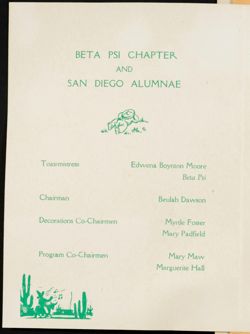 BETA PSI CHAPTER
AND
SAN DIEGO ALUMNAE
Toastmistress Edwena Boynton Moore
Beta Psi
Chairman Beulah Dawson
Decorations Co-Chairmen Myrtle Foster
Mary Padfield
Program Co-Chairmen Mary Maw
Marguerite Hall